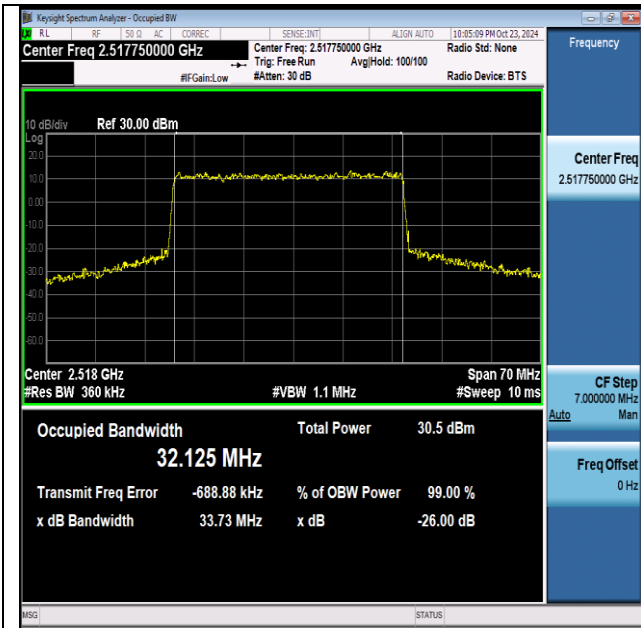 Keysight Spectrum Analyzer - Occupied BW
RL RF 50 Ω AC CORREC SENSE:INT ALIGN AUTO 10:05:09 PM Oct 23, 2024
Center Freq 2.517750000 GHz
Center Freq: 2.517750000 GHz Radio Std: None
Trig: Free Run Avg|Hold: 100/100
#IFGain:Low #Atten: 30 dB Radio Device: BTS
Frequency
10 dB/div Ref 30.00 dBm
Log
20.0
10.0
0.00
-10.0
-20.0
-30.0
-40.0
-50.0
-60.0
Center 2.518 GHz Span 70 MHz
#Res BW 360 kHz #VBW 1.1 MHz #Sweep 10 ms
Occupied Bandwidth Total Power 30.5 dBm
32.125 MHz
Transmit Freq Error -688.88 kHz % of OBW Power 99.00 %
x dB Bandwidth 33.73 MHz x dB -26.00 dB
Center Freq
2.517750000 GHz
CF Step
7.000000 MHz
Auto Man
Freq Offset
0 Hz
MSG STATUS